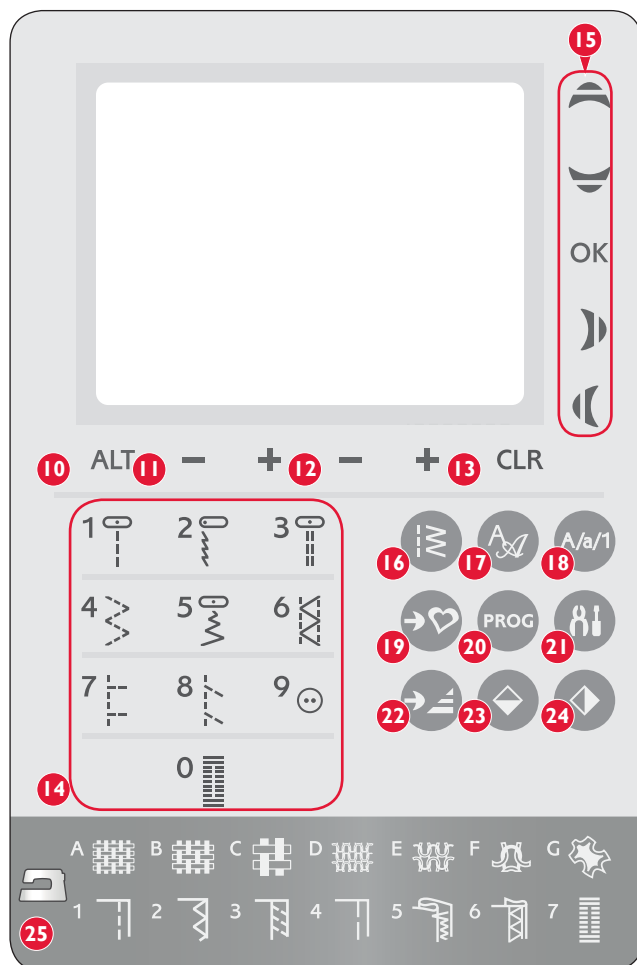 15
OK
10 ALT 11 − + 12 − + 13 CLR
1 2 3
16 17 A 18 A/a/1
4 5 6
19 20 PROG 21
7 8 9
22 23 24
14 0
A B C D E F G
25 1 2 3 4 5 6 7